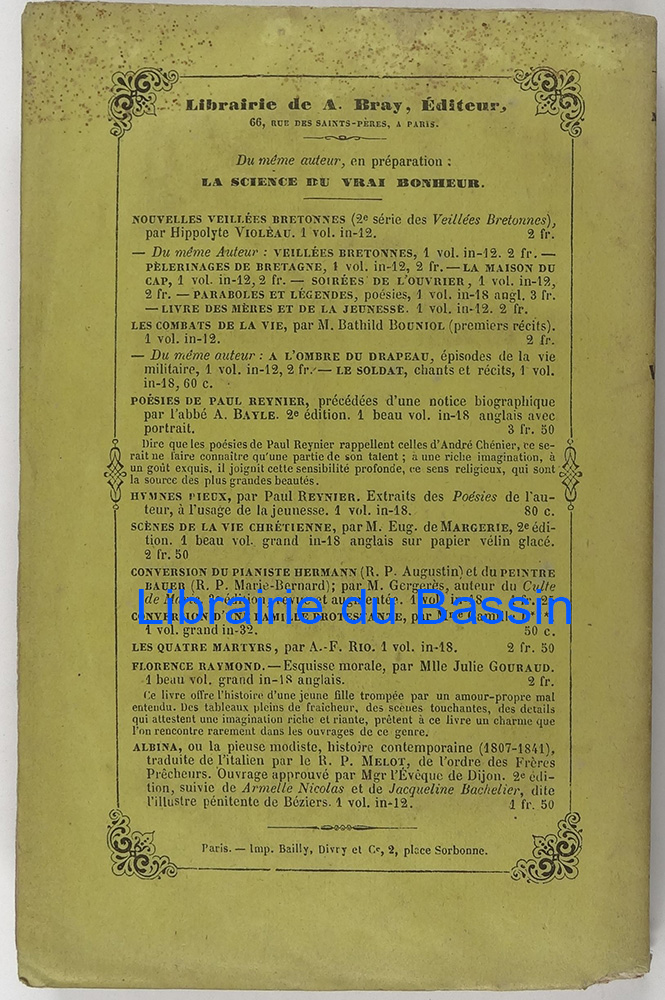 Librairie de A. Bray, Éditeur,
66, RUE DES SAINTS-PÈRES, A PARIS.
Du même auteur, en préparation :
LA SCIENCE DU VRAI BONHEUR.
NOUVELLES VEILLÉES BRETONNES (2e série des Veillées Bretonnes),
par Hippolyte VIOLEAU. 1 vol. in-12. 2 fr.
— Du même Auteur : VEILLÉES BRETONNES, 1 vol. in-12. 2 fr. —
PÈLERINAGES DE BRETAGNE, 1 vol. in-12, 2 fr. — LA MAISON DU
CAP, 1 vol. in-12, 2 fr. — SOIRÉES DE L'OUVRIER, 1 vol. in-12,
2 fr. — PARABOLES ET LÉGENDES, poésies, 1 vol. in-18 angl. 3 fr.
— LIVRE DES MÈRES ET DE LA JEUNESSE. 1 vol. in-12. 2 fr.
LES COMBATS DE LA VIE, par M. Bathild BOUNIOL (premiers récits).
1 vol. in-12. 2 fr.
— Du même auteur : A L'OMBRE DU DRAPEAU, épisodes de la vie
militaire, 1 vol. in-12, 2 fr. — LE SOLDAT, chants et récits, 1 vol.
in-18, 60 c.
POÉSIES DE PAUL REYNIER, précédées d'une notice biographique
par l'abbé A. BAYLE. 2e édition. 1 beau vol. in-18 anglais avec
portrait. 3 fr. 50
Dire que les poésies de Paul Reynier rappellent celles d'André Chénier, ce se-
rait ne faire connaitre qu'une partie de son talent ; à une riche imagination, à
un goût exquis, il joignit cette sensibilité profonde, ce sens religieux, qui sont
la source des plus grandes beautés.
HYMNES PIEUX, par Paul REYNIER. Extraits des Poésies de l'au-
teur, à l'usage de la jeunesse. 1 vol. in-18. 80 c.
SCÈNES DE LA VIE CHRÉTIENNE, par M. Eug. de MARGERIE, 2e édi-
tion. 1 beau vol. grand in-18 anglais sur papier vélin glacé.
2 fr. 50
CONVERSION DU PIANISTE HERMANN (R. P. Augustin) et du PEINTRE
BAUER (R. P. Marie-Bernard); par M. Gergerès, auteur du Culte
de Marie. 2e édition revue et augmentée. 1 vol. in-18. 1 fr. 25
Librairie du Bassin
CONVERSION D'UNE FAMILLE PROTESTANTE, par
1 vol. grand in-32. 50 c.
LES QUATRE MARTYRS, par A.-F. RIO. 1 vol. in-18. 2 fr. 50
FLORENCE RAYMOND. — Esquisse morale, par Mlle Julie GOURAUD.
1 beau vol. grand in-18 anglais. 2 fr.
Ce livre offre l'histoire d'une jeune fille trompée par un amour-propre mal
entendu. Des tableaux pleins de fraîcheur, des scènes touchantes, des détails
qui attestent une imagination riche et riante, prêtent à ce livre un charme que
l'on rencontre rarement dans les ouvrages de ce genre.
ALBINA, ou la pieuse modiste, histoire contemporaine (1807-1841),
traduite de l'italien par le R. P. MELOT, de l'ordre des Frères
Prêcheurs. Ouvrage approuvé par Mgr l'Évêque de Dijon. 2e édi-
tion, suivie de Armelle Nicolas et de Jacqueline Bachelier, dite
l'illustre pénitente de Béziers. 1 vol. in-12. 1 fr. 50
Paris. — Imp. Bailly, Divry et Ce, 2, place Sorbonne.